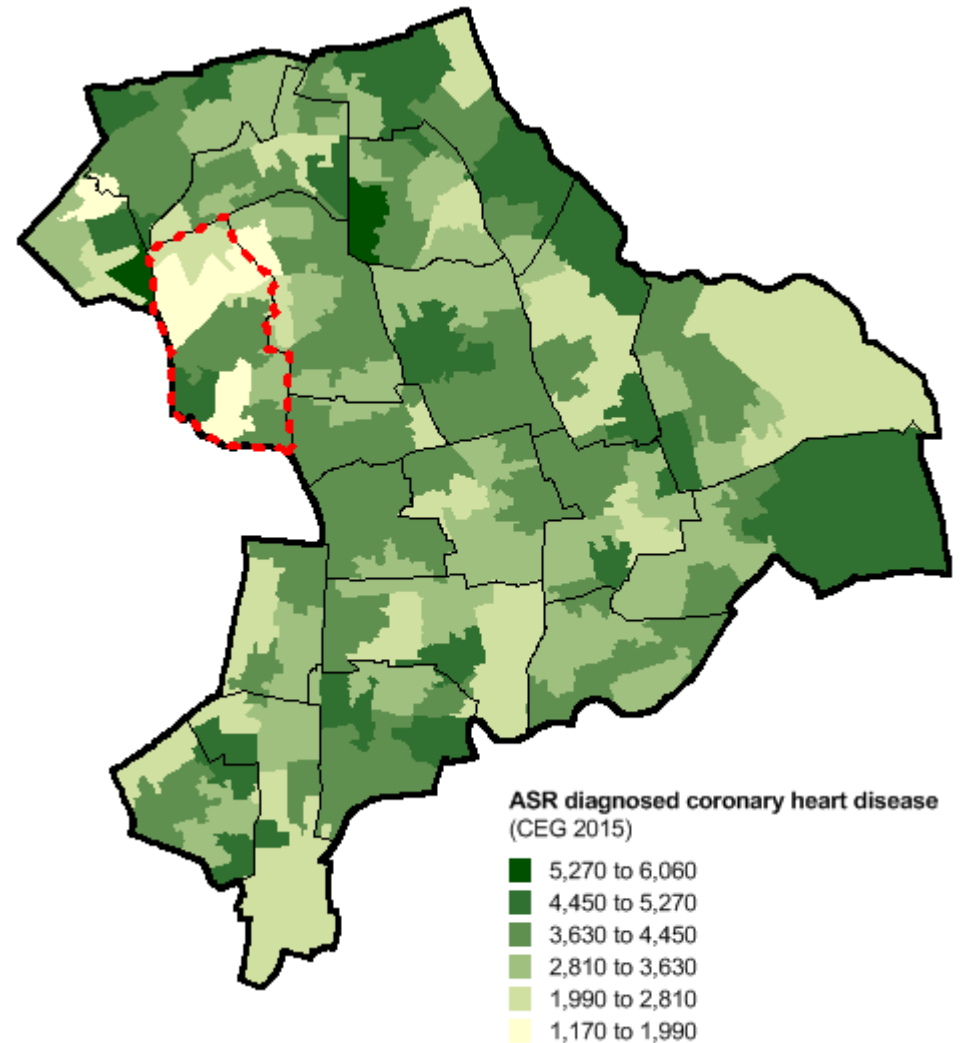 ASR diagnosed coronary heart disease
(CEG 2015)
5,270 to 6,060
4,450 to 5,270
3,630 to 4,450
2,810 to 3,630
1,990 to 2,810
1,170 to 1,990